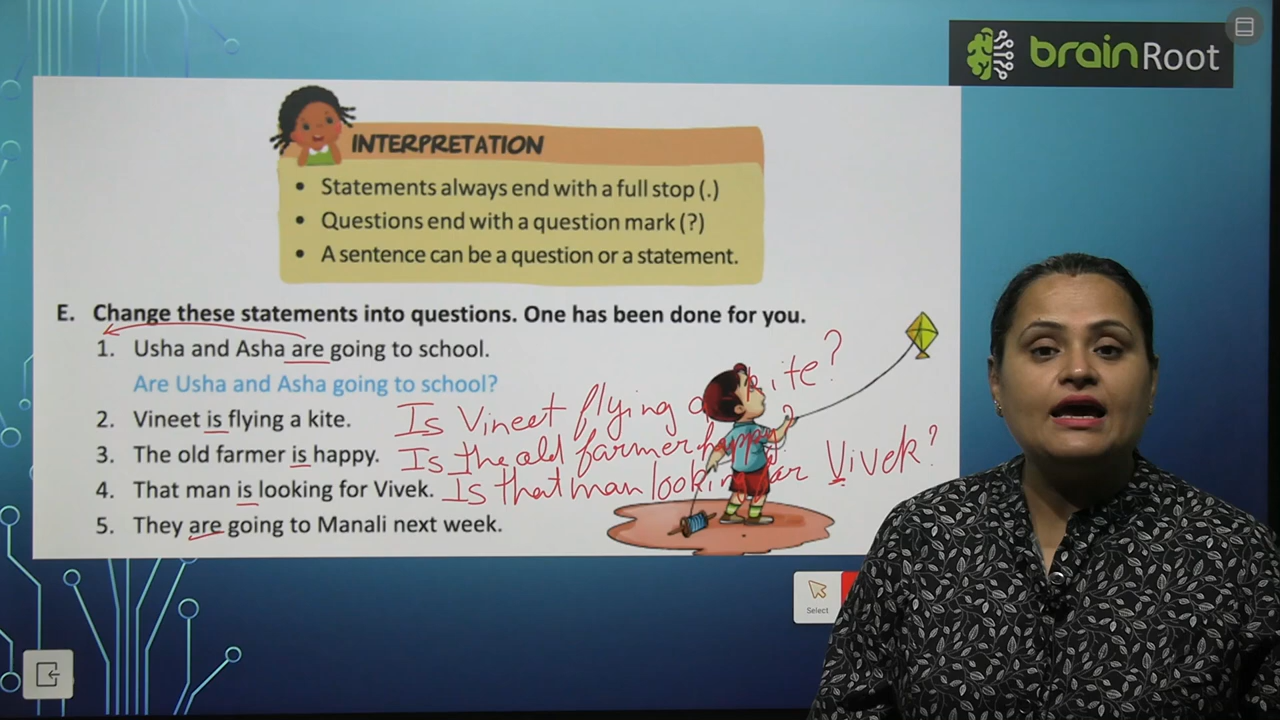 brainRoot
INTERPRETATION
• Statements always end with a full stop (.)
• Questions end with a question mark (?)
• A sentence can be a question or a statement.
E. Change these statements into questions. One has been done for you.
1. Usha and Asha are going to school.
Are Usha and Asha going to school?
2. Vineet is flying a kite. Is Vineet flying a kite?
3. The old farmer is happy. Is the old farmer happy?
4. That man is looking for Vivek. Is that man looking for Vivek?
5. They are going to Manali next week.
Select